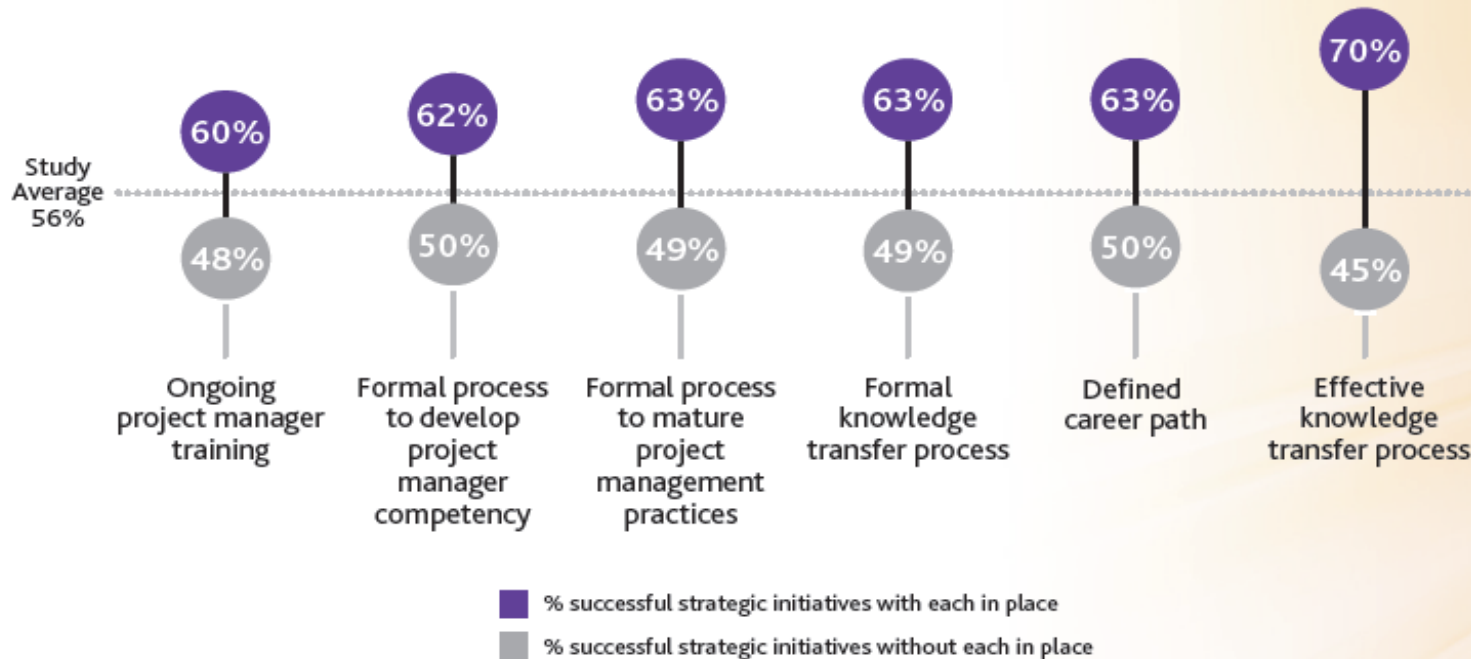 70%
63%
63%
63%
62%
60%
Study
Average
56%
48%
50%
49%
49%
50%
45%
Ongoing
project manager
training
Formal process
to develop
project
manager
competency
Formal process
to mature
project
management
practices
Formal
knowledge
transfer process
Defined
career path
Effective
knowledge
transfer process
% successful strategic initiatives with each in place
% successful strategic initiatives without each in place